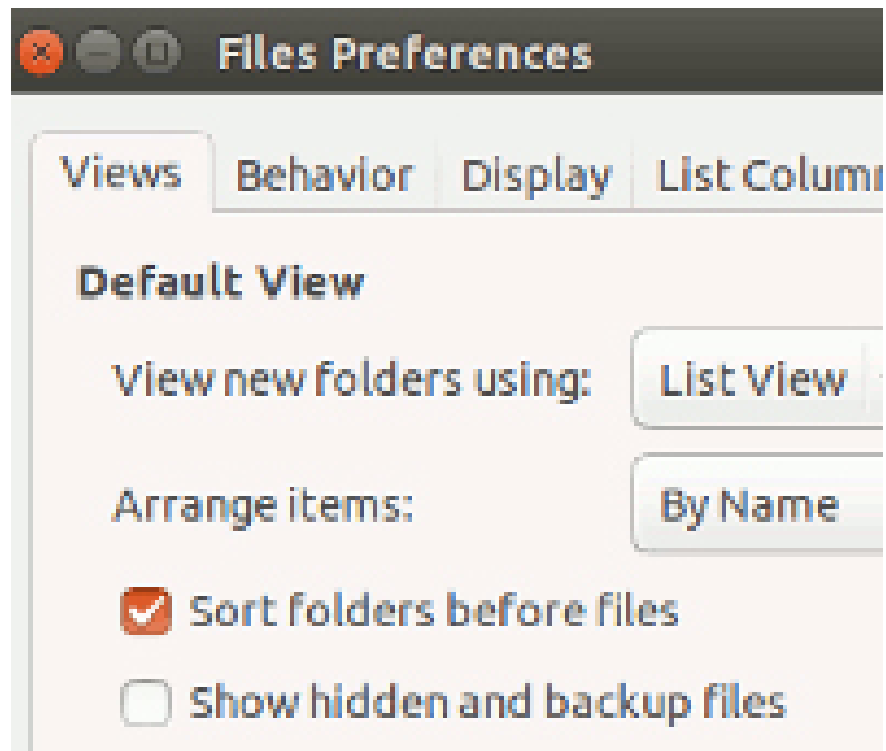 Files Preferences
Views Behavior Display List Column
Default View
View new folders using: List View
Arrange items: By Name
Sort folders before files
Show hidden and backup files